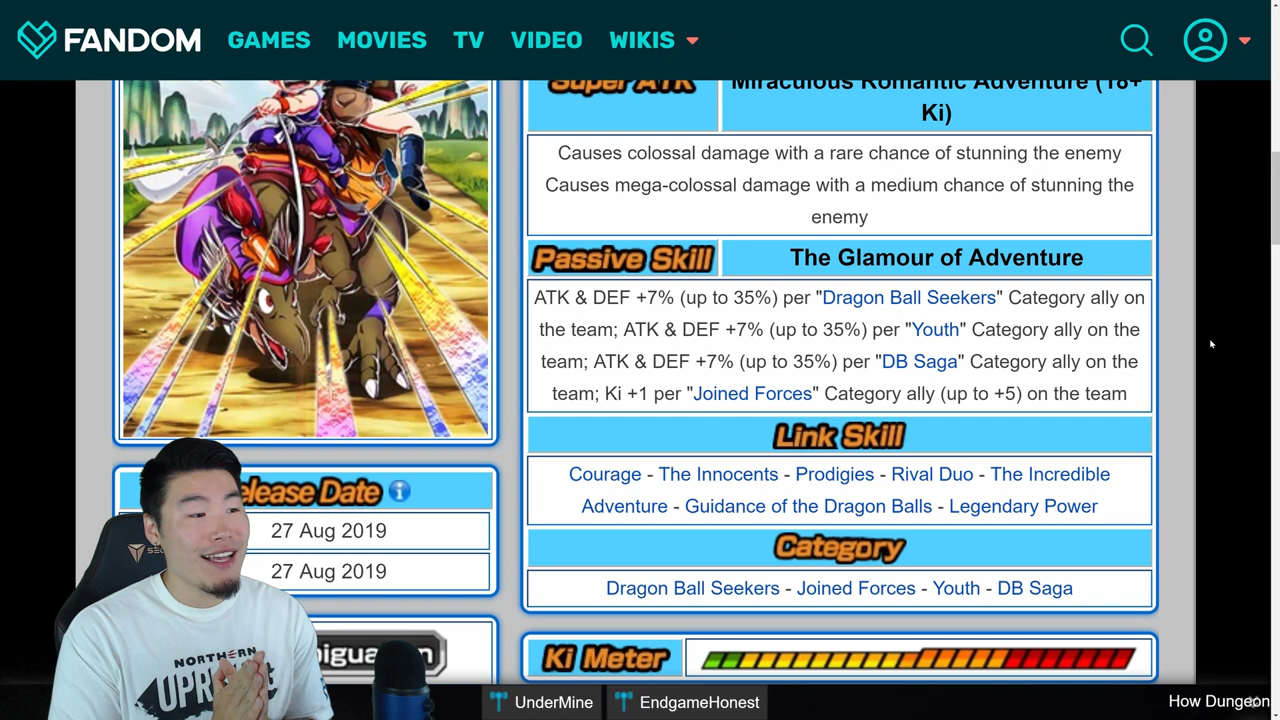 FANDOM GAMES MOVIES TV VIDEO WIKIS
Super ATK
Miraculous Romantic Adventure (18+
Ki)
Causes colossal damage with a rare chance of stunning the enemy
Causes mega-colossal damage with a medium chance of stunning the
enemy
Passive Skill
The Glamour of Adventure
ATK & DEF +7% (up to 35%) per "Dragon Ball Seekers" Category ally on
the team; ATK & DEF +7% (up to 35%) per "Youth" Category ally on the
team; ATK & DEF +7% (up to 35%) per "DB Saga" Category ally on the
team; Ki +1 per "Joined Forces" Category ally (up to +5) on the team
Link Skill
Courage - The Innocents - Prodigies - Rival Duo - The Incredible
Adventure - Guidance of the Dragon Balls - Legendary Power
Category
Dragon Ball Seekers - Joined Forces - Youth - DB Saga
Ki Meter
elease Date
27 Aug 2019
27 Aug 2019
NORTHERN
UnderMine
EndgameHonest
How Dungeon